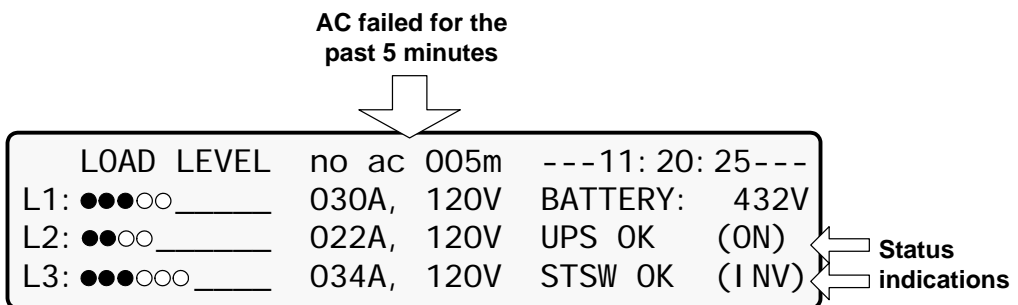 AC failed for the
past 5 minutes
LOAD LEVEL no ac 005m ---11:20:25---
L1: ●●●○○_____ 030A, 120V BATTERY: 432V
L2: ●●○○______ 022A, 120V UPS OK (ON)
L3: ●●●○○○____ 034A, 120V STSW OK (INV)
Status
indications